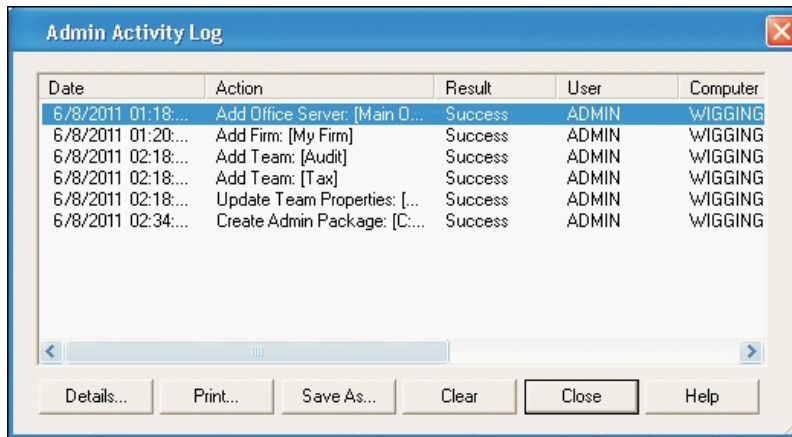 Admin Activity Log
Date Action Result User Computer
6/8/2011 01:18:... Add Office Server: [Main O... Success ADMIN WIGGING
6/8/2011 01:20:... Add Firm: [My Firm] Success ADMIN WIGGING
6/8/2011 02:18:... Add Team: [Audit] Success ADMIN WIGGING
6/8/2011 02:18:... Add Team: [Tax] Success ADMIN WIGGING
6/8/2011 02:18:... Update Team Properties: [... Success ADMIN WIGGING
6/8/2011 02:34:... Create Admin Package: [C:... Success ADMIN WIGGING
Details... Print... Save As... Clear Close Help